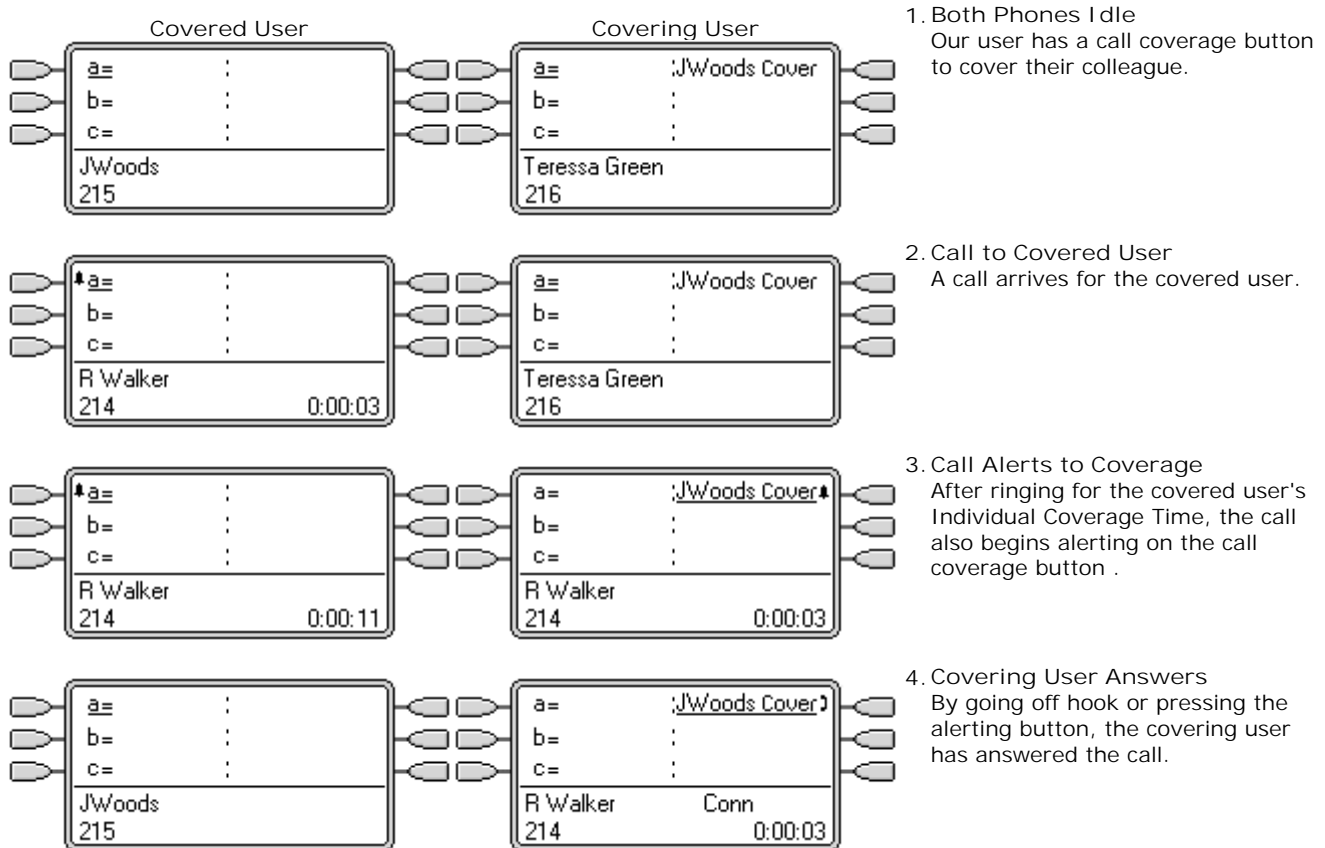 Covered User
Covering User
a= :
b= :
c= :
JWoods
215
a= :JWoods Cover
b= :
c= :
Teressa Green
216
1. Both Phones Idle
Our user has a call coverage button
to cover their colleague.
a= :
b= :
c= :
R Walker
214 0:00:03
a= :JWoods Cover
b= :
c= :
Teressa Green
216
2. Call to Covered User
A call arrives for the covered user.
a= :
b= :
c= :
R Walker
214 0:00:11
a= :JWoods Cover
b= :
c= :
R Walker
214 0:00:03
3. Call Alerts to Coverage
After ringing for the covered user's
Individual Coverage Time, the call
also begins alerting on the call
coverage button .
a= :
b= :
c= :
JWoods
215
a= :JWoods Cover
b= :
c= :
R Walker Conn
214 0:00:03
4. Covering User Answers
By going off hook or pressing the
alerting button, the covering user
has answered the call.